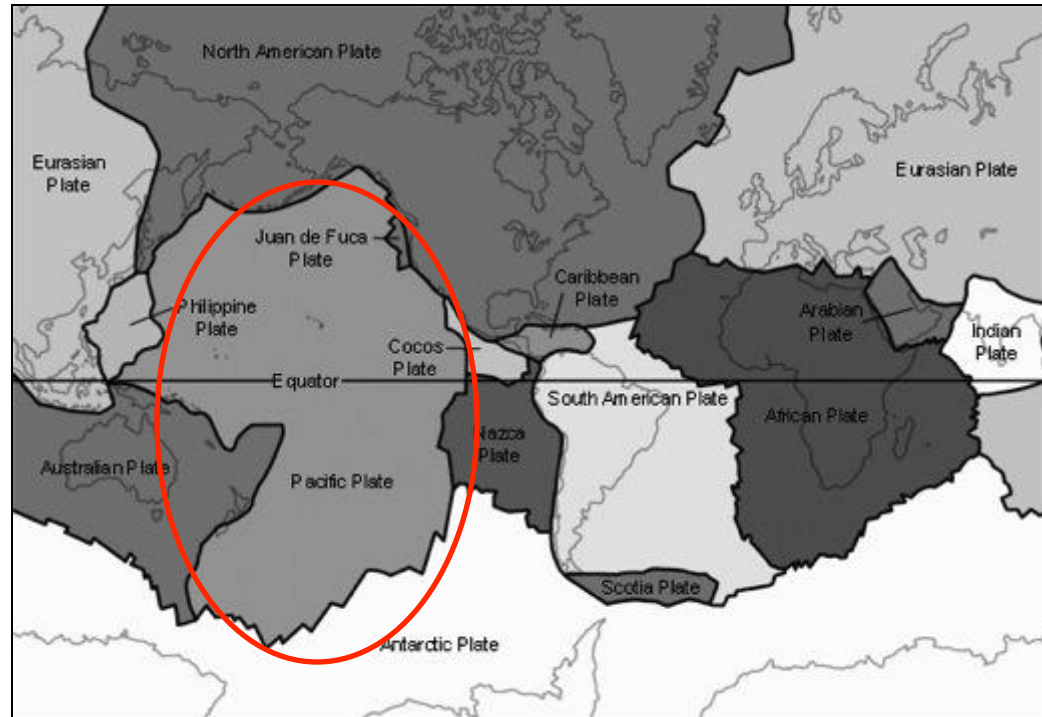 North American Plate
Eurasian
Plate
Eurasian Plate
Juan de Fuca
Plate
Caribbean
Plate
Philippine
Plate
Arabian
Plate
Indian
Plate
Cocos
Plate
Equator
South American Plate
African Plate
Nazca
Plate
Australian Plate
Pacific Plate
Scotia Plate
Antarctic Plate